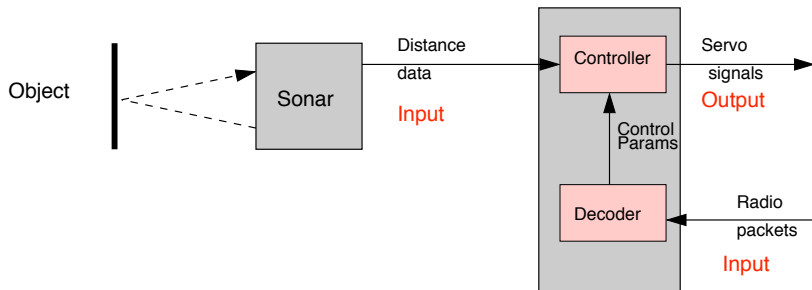 Object
Sonar
Distance
data
Input
Controller
Control
Params
Decoder
Servo
signals
Output
Radio
packets
Input